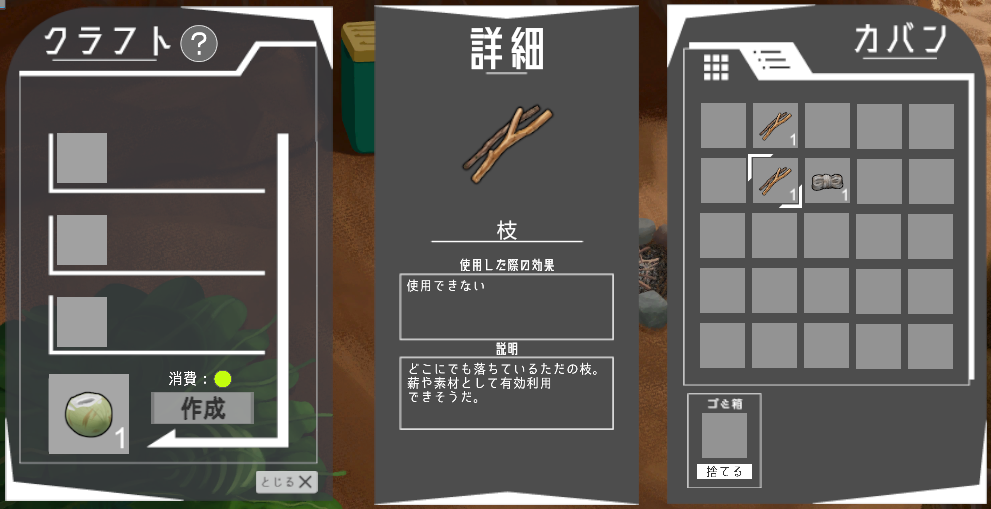 クラフト ?
消費：
1
作成
とじる ×
詳細
枝
使用した際の効果
使用できない
説明
どこにでも落ちているただの枝。
薪や素材として有効利用
できそうだ。
カバン
1
1 1
ゴミ箱
捨てる